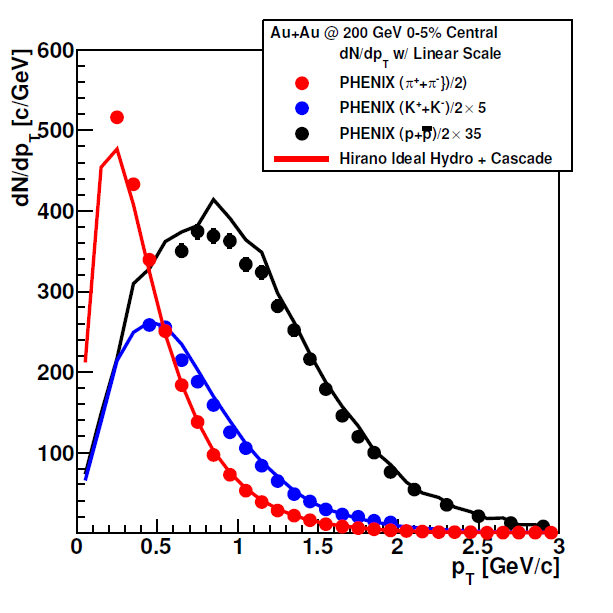 Au+Au @ 200 GeV 0-5% Central
dN/dp_T w/ Linear Scale
PHENIX (π⁺+π⁻})/2)
PHENIX (K⁺+K⁻)/2 × 5
PHENIX (p+p̅)/2 × 35
Hirano Ideal Hydro + Cascade
dN/dp_T [c/GeV]
600
500
400
300
200
100
0 0.5 1 1.5 2 2.5 3
p_T [GeV/c]